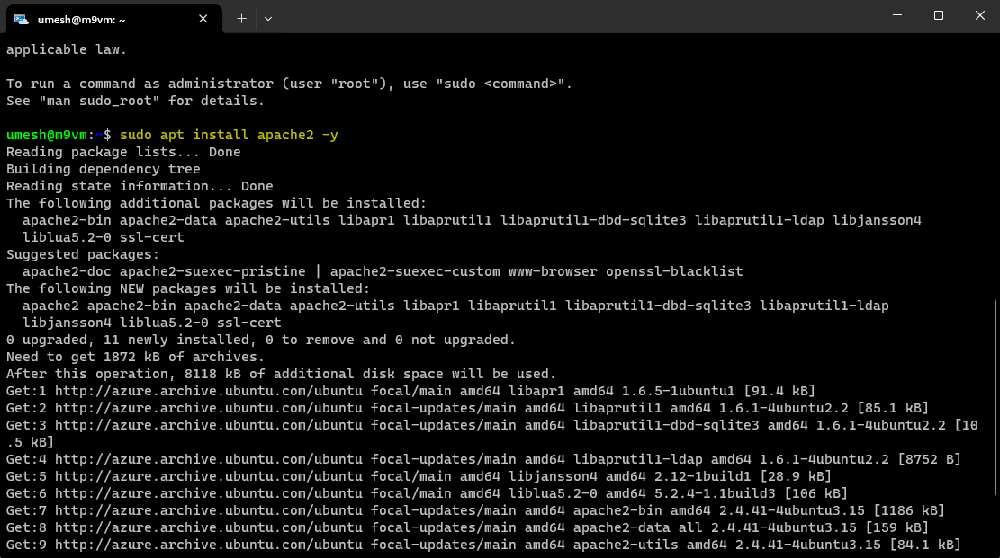 umesh@m9vm: ~
applicable law.
To run a command as administrator (user "root"), use "sudo <command>".
See "man sudo_root" for details.
umesh@m9vm:~$ sudo apt install apache2 -y
Reading package lists... Done
Building dependency tree
Reading state information... Done
The following additional packages will be installed:
  apache2-bin apache2-data apache2-utils libapr1 libaprutil1 libaprutil1-dbd-sqlite3 libaprutil1-ldap libjansson4
  liblua5.2-0 ssl-cert
Suggested packages:
  apache2-doc apache2-suexec-pristine | apache2-suexec-custom www-browser openssl-blacklist
The following NEW packages will be installed:
  apache2 apache2-bin apache2-data apache2-utils libapr1 libaprutil1 libaprutil1-dbd-sqlite3 libaprutil1-ldap
  libjansson4 liblua5.2-0 ssl-cert
0 upgraded, 11 newly installed, 0 to remove and 0 not upgraded.
Need to get 1872 kB of archives.
After this operation, 8118 kB of additional disk space will be used.
Get:1 http://azure.archive.ubuntu.com/ubuntu focal/main amd64 libapr1 amd64 1.6.5-1ubuntu1 [91.4 kB]
Get:2 http://azure.archive.ubuntu.com/ubuntu focal-updates/main amd64 libaprutil1 amd64 1.6.1-4ubuntu2.2 [85.1 kB]
Get:3 http://azure.archive.ubuntu.com/ubuntu focal-updates/main amd64 libaprutil1-dbd-sqlite3 amd64 1.6.1-4ubuntu2.2 [10
.5 kB]
Get:4 http://azure.archive.ubuntu.com/ubuntu focal-updates/main amd64 libaprutil1-ldap amd64 1.6.1-4ubuntu2.2 [8752 B]
Get:5 http://azure.archive.ubuntu.com/ubuntu focal/main amd64 libjansson4 amd64 2.12-1build1 [28.9 kB]
Get:6 http://azure.archive.ubuntu.com/ubuntu focal/main amd64 liblua5.2-0 amd64 5.2.4-1.1build3 [106 kB]
Get:7 http://azure.archive.ubuntu.com/ubuntu focal-updates/main amd64 apache2-bin amd64 2.4.41-4ubuntu3.15 [1186 kB]
Get:8 http://azure.archive.ubuntu.com/ubuntu focal-updates/main amd64 apache2-data all 2.4.41-4ubuntu3.15 [159 kB]
Get:9 http://azure.archive.ubuntu.com/ubuntu focal-updates/main amd64 apache2-utils amd64 2.4.41-4ubuntu3.15 [84.1 kB]